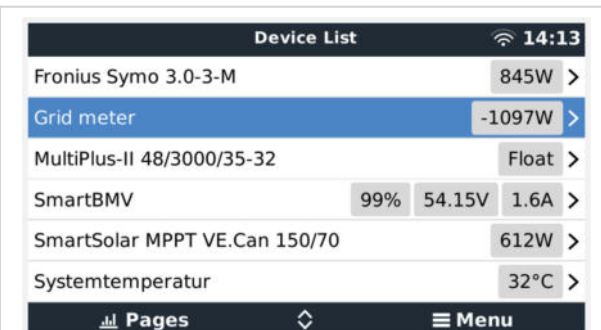 Device List 14:13
Fronius Symo 3.0-3-M 845W
Grid meter -1097W
MultiPlus-II 48/3000/35-32 Float
SmartBMV 99% 54.15V 1.6A
SmartSolar MPPT VE.Can 150/70 612W
Systemtemperatur 32°C
Pages Menu